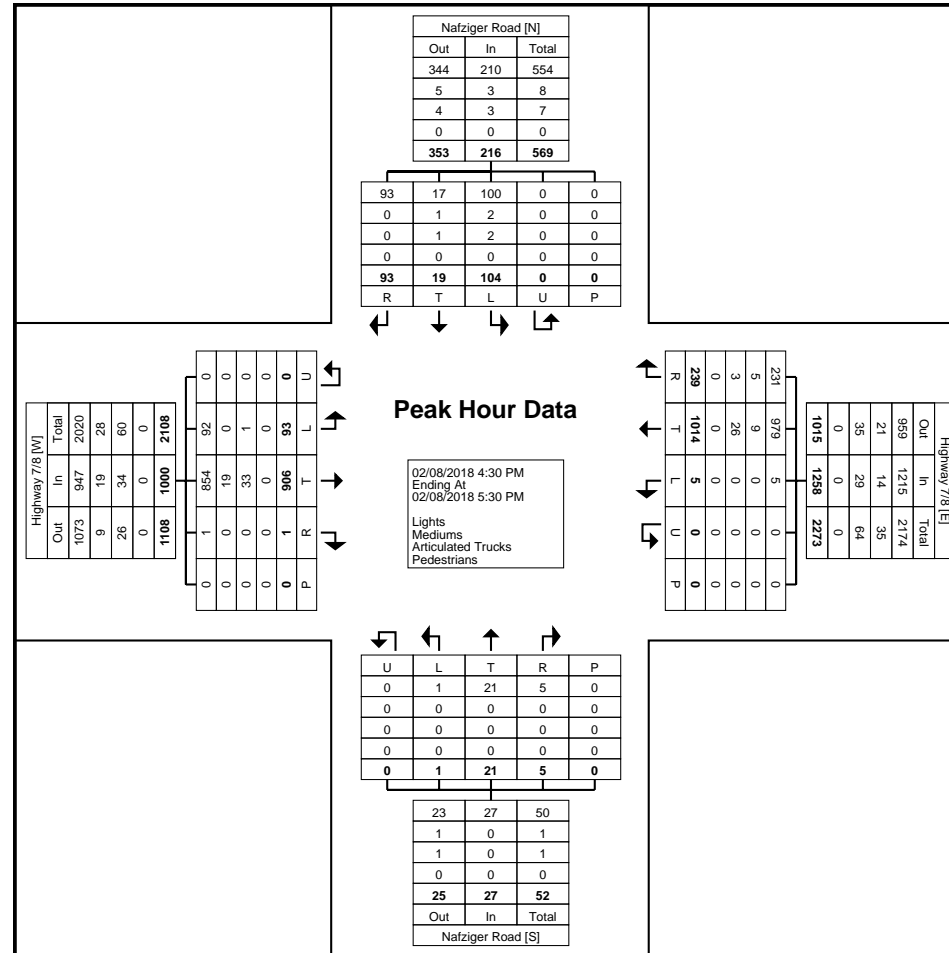 Nafziger Road [N]
Out In Total
344 210 554
5 3 8
4 3 7
0 0 0
353 216 569
93 17 100 0 0
0 1 2 0 0
0 1 2 0 0
0 0 0 0 0
93 19 104 0 0
R T L U P
Highway 7/8 [W]
Total 2020 28 60 0 2108
In 947 19 34 0 1000
Out 1073 9 26 0 1108
0 0 0 0 0 U
92 0 1 0 93 L
854 19 33 0 906 T
1 0 0 0 1 R
0 0 0 0 0 P
Peak Hour Data
02/08/2018 4:30 PM
Ending At
02/08/2018 5:30 PM
Lights
Mediums
Articulated Trucks
Pedestrians
R 239 0 3 5 231
T 1014 0 26 9 979
L 5 0 0 0 5
U 0 0 0 0 0
P 0 0 0 0 0
Highway 7/8 [E]
Out 959 21 35 0 1015
In 1215 14 29 0 1258
Total 2174 35 64 0 2273
U L T R P
0 1 21 5 0
0 0 0 0 0
0 0 0 0 0
0 0 0 0 0
0 1 21 5 0
23 27 50
1 0 1
1 0 1
0 0 0
25 27 52
Out In Total
Nafziger Road [S]